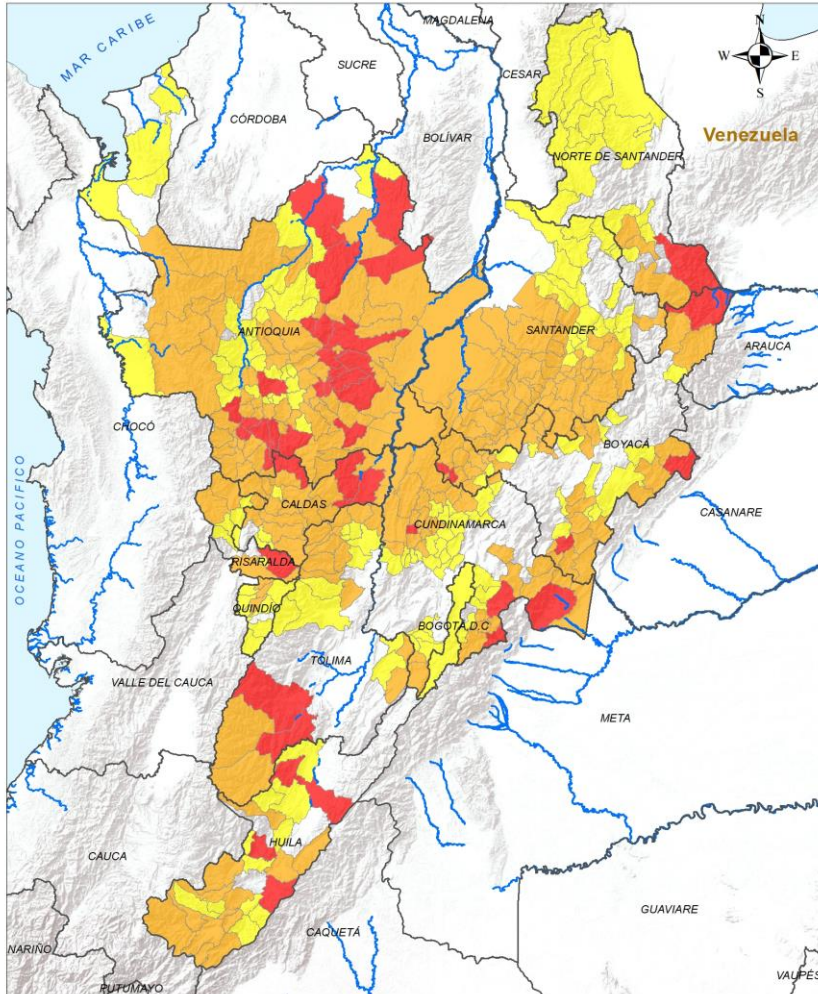 MAGDALENA
MAR CARIBE
N
W
E
S
SUCRE
CESAR
CÓRDOBA
BOLÍVAR
Venezuela
NORTE DE SANTANDER
ANTIOQUIA
SANTANDER
ARAUCA
CHOCÓ
BOYACÁ
OCEANO PACIFICO
CALDAS
CASANARE
CUNDINAMARCA
RISARALDA
QUINDÍO
BOGOTÁ, D.C
TOLIMA
VALLE DEL CAUCA
META
HUILA
CAUCA
GUAVIARE
CAQUETÁ
NARIÑO
VAUPÉS
PUTUMAYO